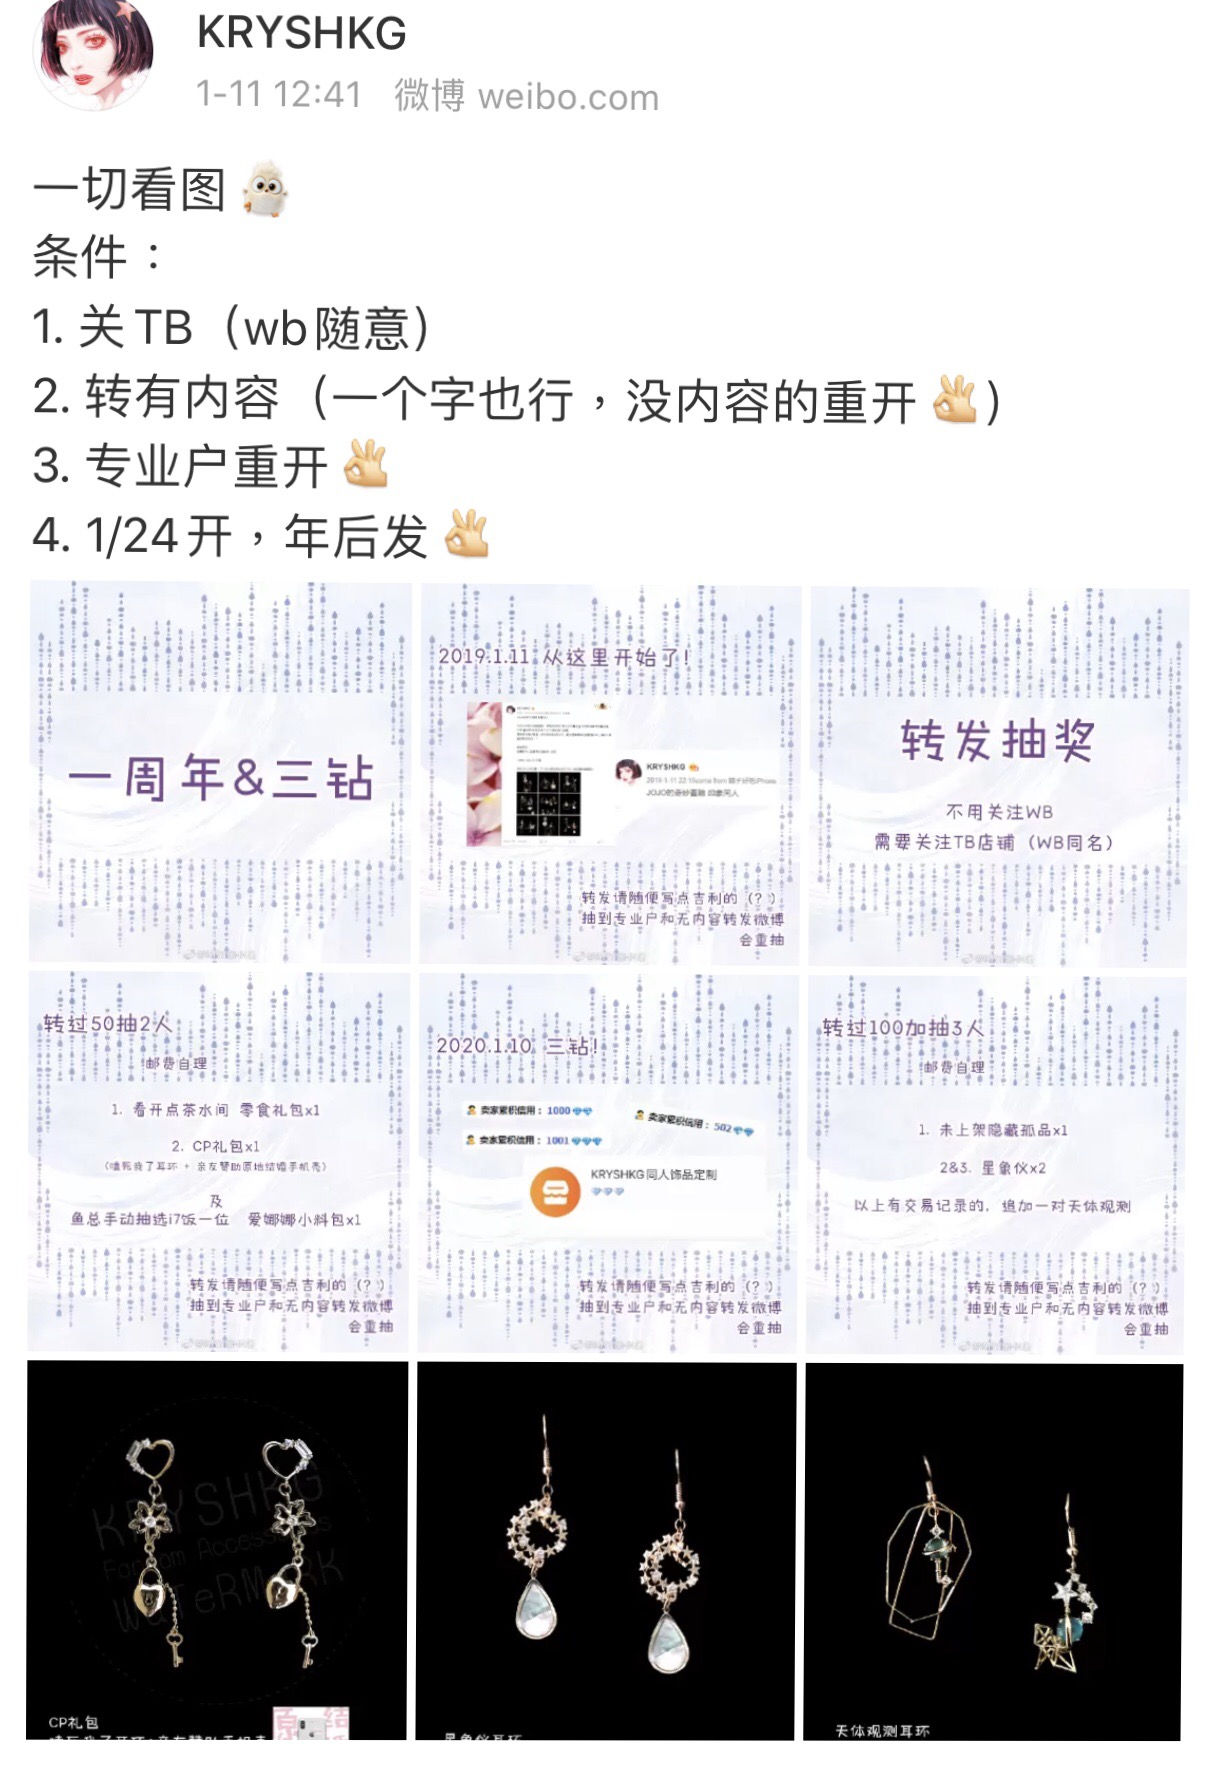 KRYSHKG
1-11 12:41 微博 weibo.com
一切看图
条件：
1. 关TB（wb随意）
2. 转有内容（一个字也行，没内容的重开👌）
3. 专业户重开👌
4. 1/24开，年后发👌
一周年&三钻
2019.1.11 从这里开始了！
KRYSHKG
JOJO的奇妙冒险 印象同人
转发请随便写点吉利的（？）
抽到专业户和无内容转发微博
会重抽
转发抽奖
不用关注WB
需要关注TB店铺（WB同名）
转过50抽2人
邮费自理
1. 看开点茶水间 零食礼包x1
2. CP礼包x1
（嗑死我了耳环 + 亲友赞助原地结婚手机壳）
及
鱼总手动抽选i7饭一位 爱娜娜小料包x1
转发请随便写点吉利的（？）
抽到专业户和无内容转发微博
会重抽
2020.1.10 三钻！
卖家累积信用：1000
卖家累积信用：502
卖家累积信用：1001
KRYSHKG同人饰品定制
转发请随便写点吉利的（？）
抽到专业户和无内容转发微博
会重抽
转过100加抽3人
邮费自理
1. 未上架隐藏孤品x1
2&3. 星象仪x2
以上有交易记录的，追加一对天体观测
转发请随便写点吉利的（？）
抽到专业户和无内容转发微博
会重抽
KRYSHKG
Fandom Accessories
WaTeRMaRK
CP礼包
星象仪耳环
天体观测耳环